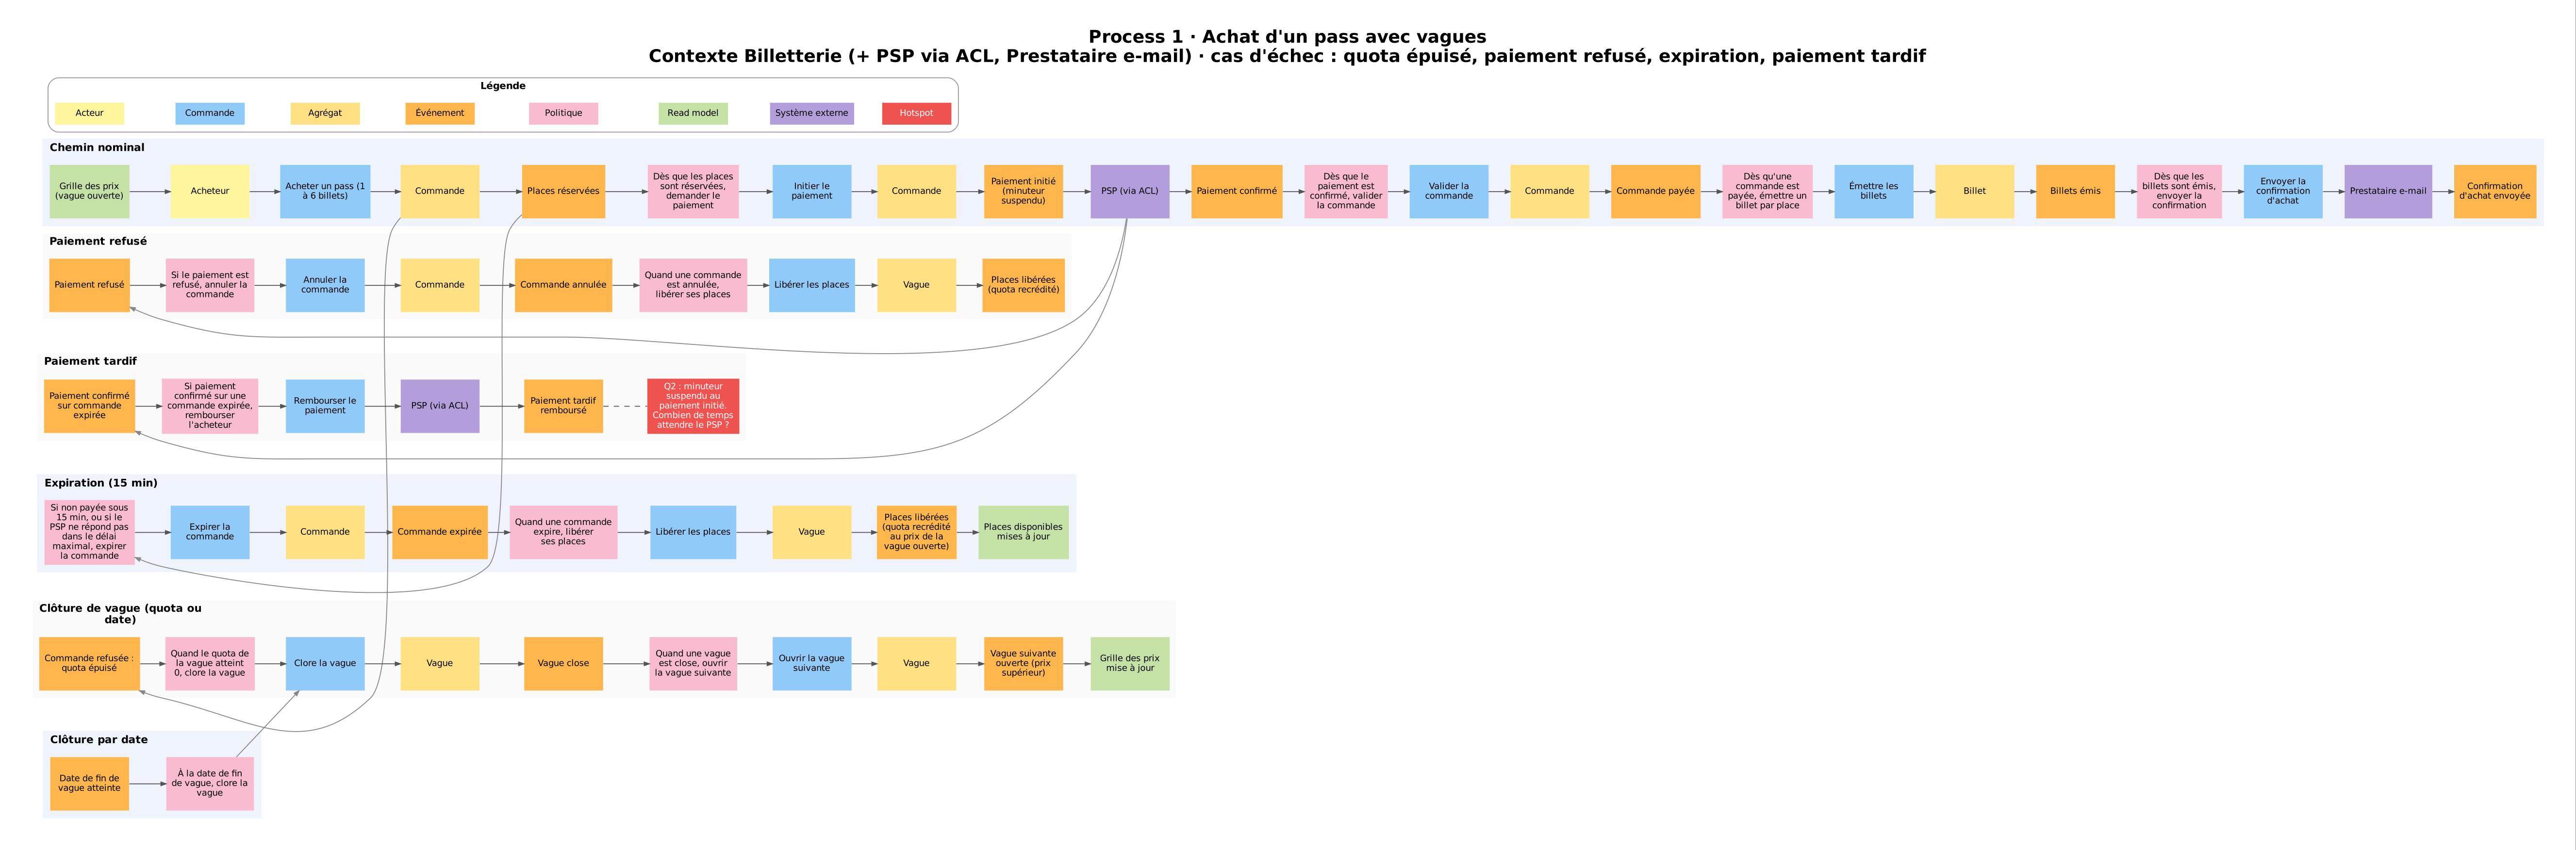 Process 1 · Achat d'un pass avec vagues
Contexte Billetterie (+ PSP via ACL, Prestataire e-mail) · cas d'échec : quota épuisé, paiement refusé, expiration, paiement tardif
Légende
Acteur
Commande
Agrégat
Événement
Politique
Read model
Système externe
Hotspot
Chemin nominal
Grille des prix
(vague ouverte)
Acheteur
Acheter un pass (1
à 6 billets)
Commande
Places réservées
Dès que les places
sont réservées,
demander le
paiement
Initier le
paiement
Commande
Paiement initié
(minuteur
suspendu)
PSP (via ACL)
Paiement confirmé
Dès que le
paiement est
confirmé, valider
la commande
Valider la
commande
Commande
Commande payée
Dès qu'une
commande est
payée, émettre un
billet par place
Émettre les
billets
Billet
Billets émis
Dès que les
billets sont émis,
envoyer la
confirmation
Envoyer la
confirmation
d'achat
Prestataire e-mail
Confirmation
d'achat envoyée
Paiement refusé
Paiement refusé
Si le paiement est
refusé, annuler la
commande
Annuler la
commande
Commande
Commande annulée
Quand une commande
est annulée,
libérer ses places
Libérer les places
Vague
Places libérées
(quota recrédité)
Paiement tardif
Paiement confirmé
sur commande
expirée
Si paiement
confirmé sur une
commande expirée,
rembourser
l'acheteur
Rembourser le
paiement
PSP (via ACL)
Paiement tardif
remboursé
Q2 : minuteur
suspendu au
paiement initié.
Combien de temps
attendre le PSP ?
Expiration (15 min)
Si non payée sous
15 min, ou si le
PSP ne répond pas
dans le délai
maximal, expirer
la commande
Expirer la
commande
Commande
Commande expirée
Quand une commande
expire, libérer
ses places
Libérer les places
Vague
Places libérées
(quota recrédité
au prix de la
vague ouverte)
Places disponibles
mises à jour
Clôture de vague (quota ou
date)
Commande refusée :
quota épuisé
Quand le quota de
la vague atteint
0, clore la vague
Clore la vague
Vague
Vague close
Quand une vague
est close, ouvrir
la vague suivante
Ouvrir la vague
suivante
Vague
Vague suivante
ouverte (prix
supérieur)
Grille des prix
mise à jour
Clôture par date
Date de fin de
vague atteinte
À la date de fin
de vague, clore la
vague